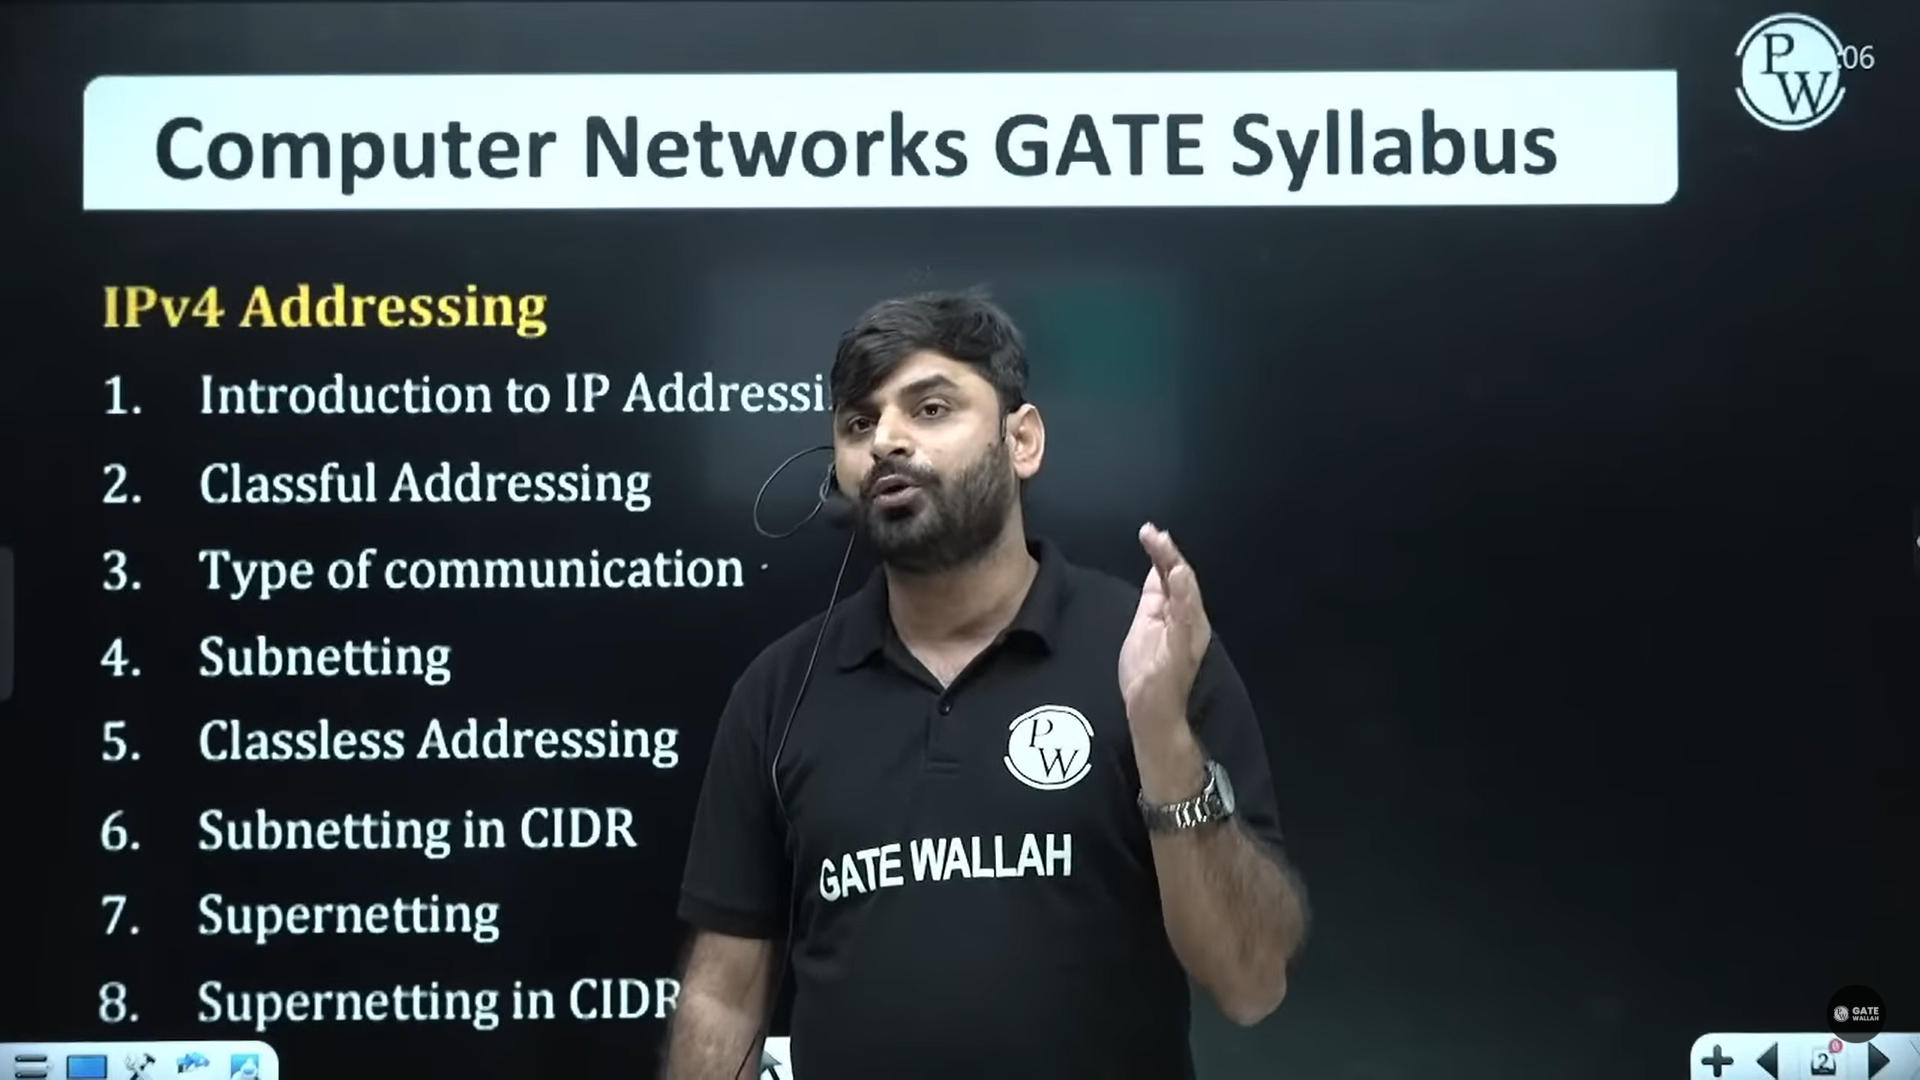 Computer Networks GATE Syllabus
PW
:06
IPv4 Addressing
1. Introduction to IP Addressi
2. Classful Addressing
3. Type of communication
4. Subnetting
5. Classless Addressing
6. Subnetting in CIDR
7. Supernetting
8. Supernetting in CIDR
PW
GATE WALLAH
GATE
WALLAH
2